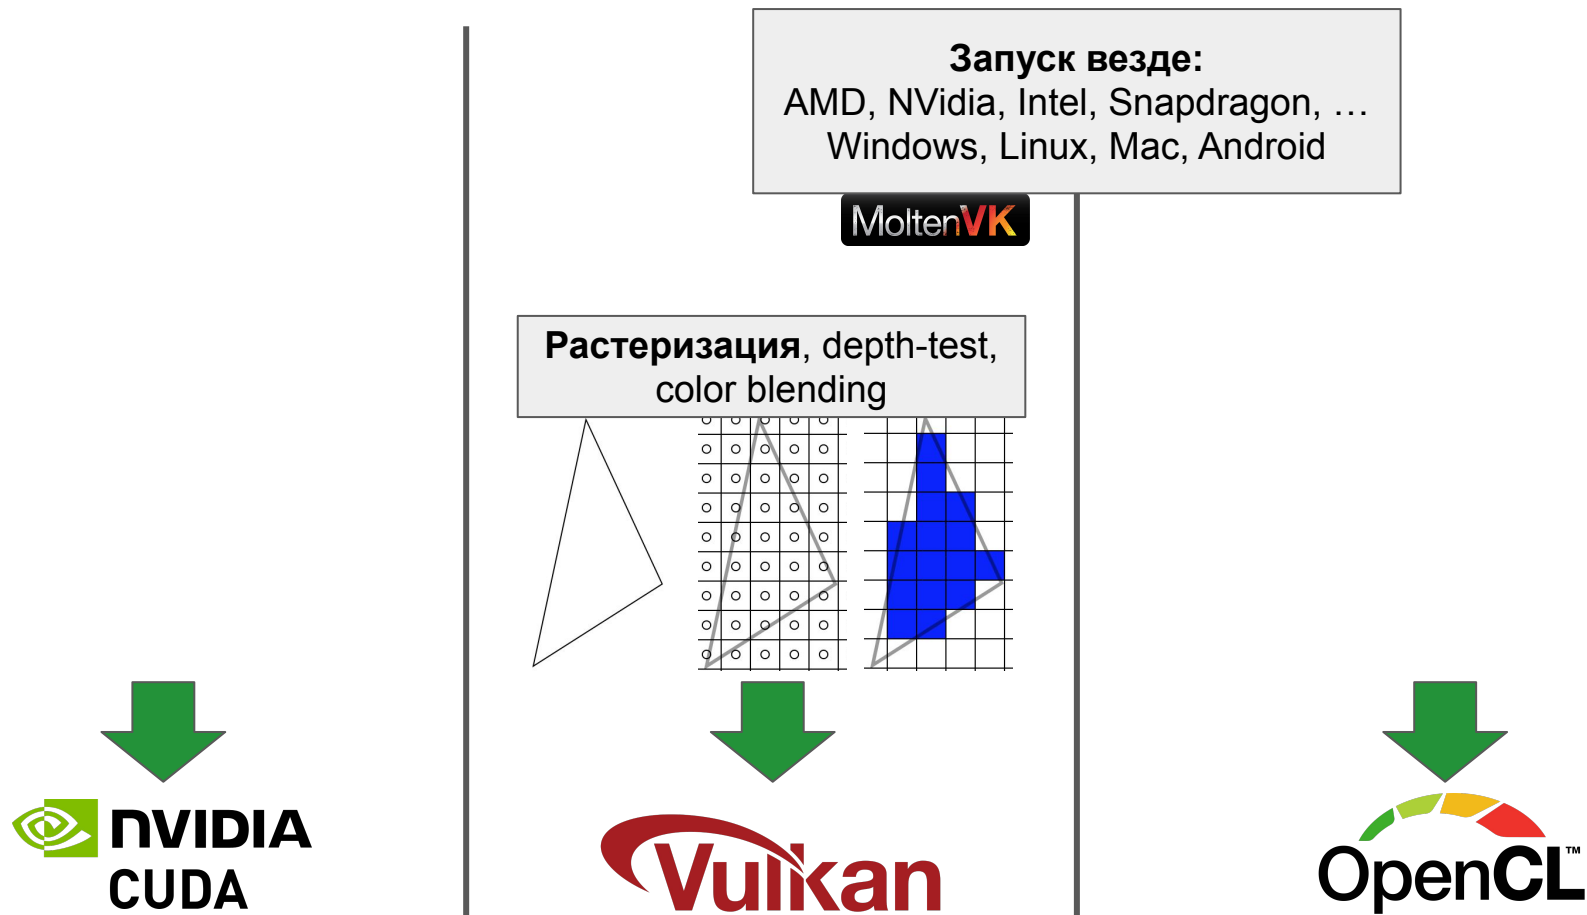 Запуск везде:
AMD, NVidia, Intel, Snapdragon, …
Windows, Linux, Mac, Android
MoltenVK
Растеризация, depth-test,
color blending
NVIDIA
CUDA
Vulkan
OpenCL™